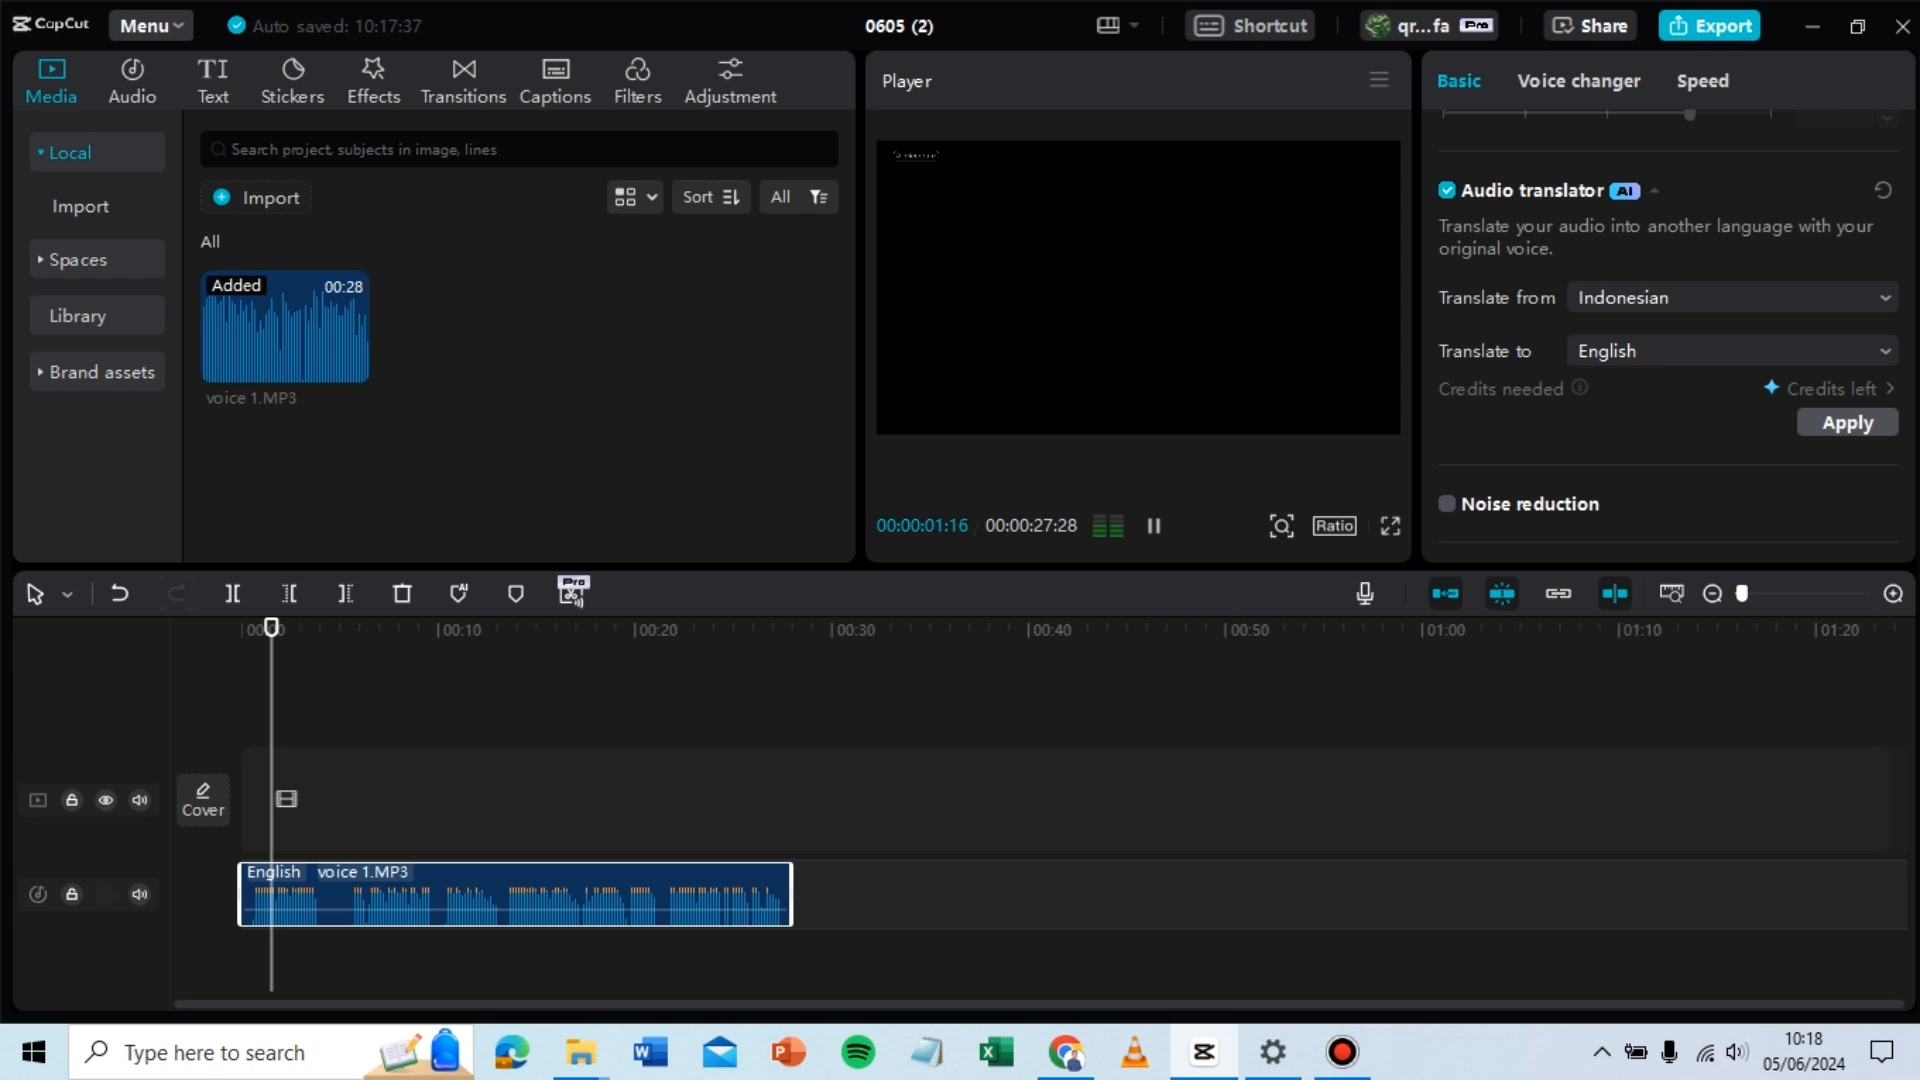 CapCut
Menu
Auto saved: 10:17:37
0605 (2)
Shortcut
qr...fa Pro
Share
Export
Media
Audio
Text
Stickers
Effects
Transitions
Captions
Filters
Adjustment
Local
Import
Spaces
Library
Brand assets
Search project, subjects in image, lines
Import
Sort
All
All
Added
00:28
voice 1.MP3
Player
00:00:01:16
00:00:27:28
Ratio
Basic
Voice changer
Speed
Audio translator AI
Translate your audio into another language with your
original voice.
Translate from
Indonesian
Translate to
English
Credits needed
Credits left
Apply
Noise reduction
Pro
AI
00:10
00:20
00:30
00:40
00:50
01:00
01:10
01:20
Cover
English
voice 1.MP3
Type here to search
10:18
05/06/2024